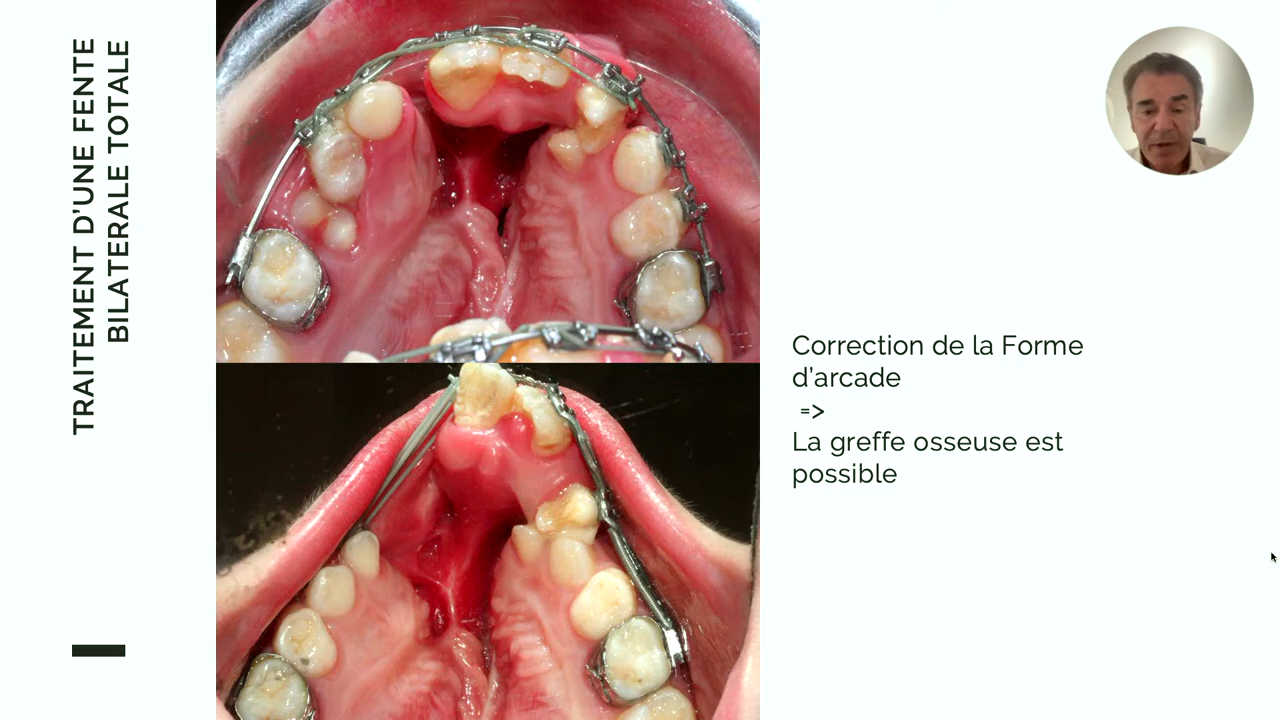 TRAITEMENT D’UNE FENTE
BILATERALE TOTALE
Correction de la Forme
d’arcade
=>
La greffe osseuse est
possible